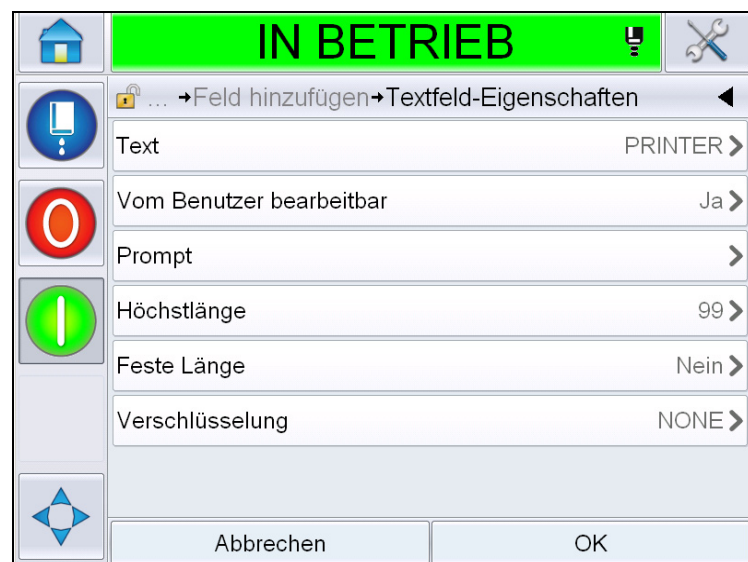 IN BETRIEB
... →Feld hinzufügen→Textfeld-Eigenschaften
Text PRINTER
Vom Benutzer bearbeitbar Ja
Prompt
Höchstlänge 99
Feste Länge Nein
Verschlüsselung NONE
Abbrechen OK